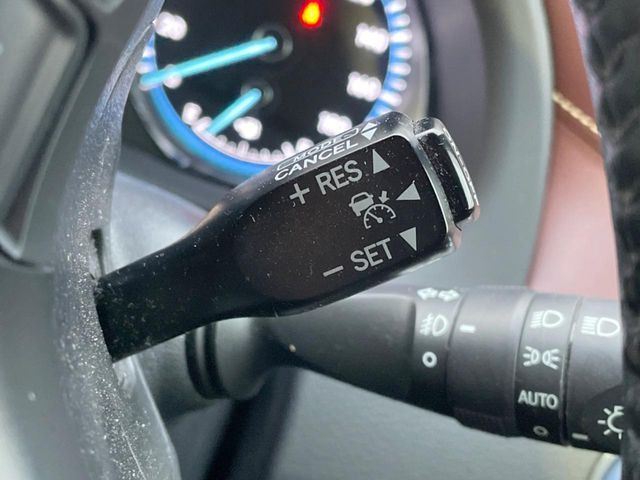 MODE
CANCEL
+ RES
− SET
AUTO